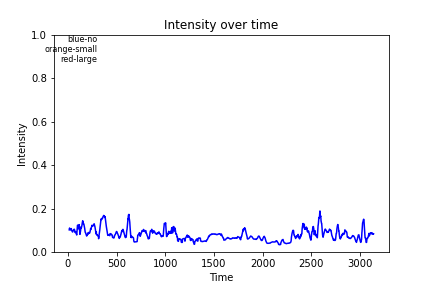 Intensity over time
blue-no
orange-small
red-large
1.0
0.8
0.6
0.4
0.2
0.0
Intensity
0 500 1000 1500 2000 2500 3000
Time